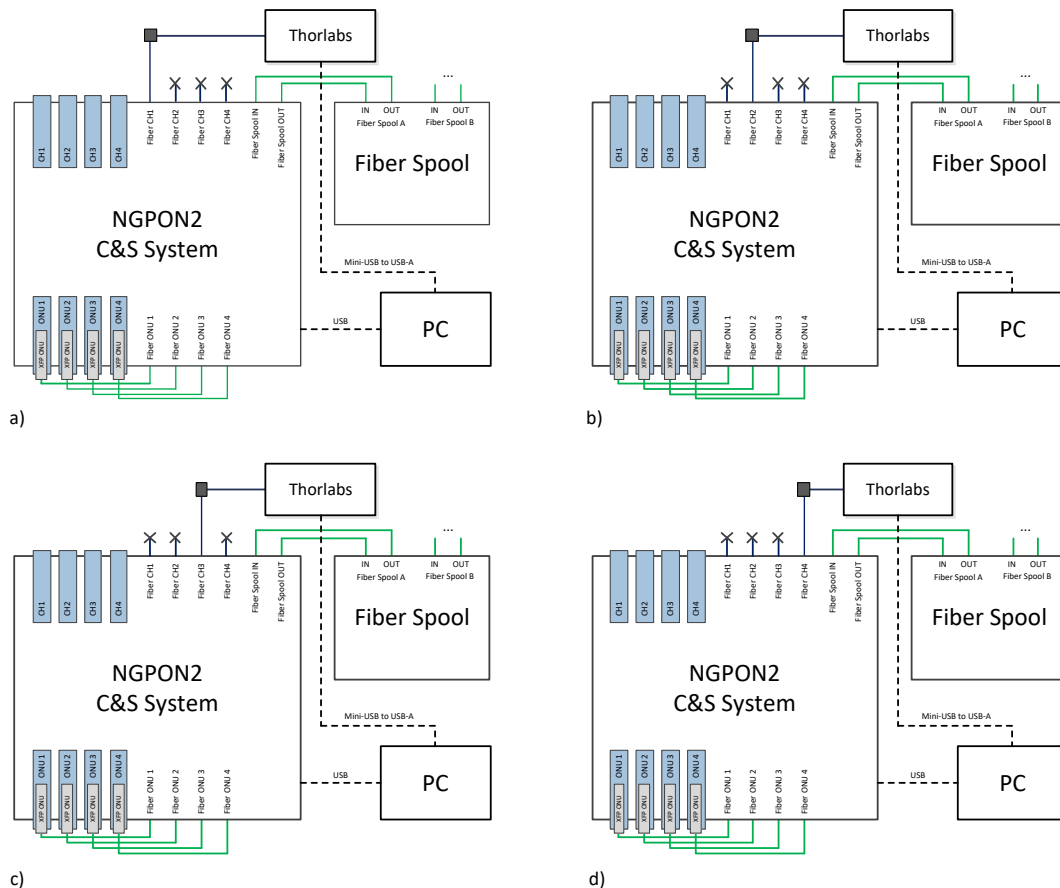 Thorlabs
...
CH1
CH2
CH3
CH4
Fiber CH1
Fiber CH2
Fiber CH3
Fiber CH4
Fiber Spool IN
Fiber Spool OUT
IN
OUT
Fiber Spool A
IN
OUT
Fiber Spool B
Fiber Spool
NGPON2
C&S System
Mini-USB to USB-A
ONU 1
ONU 2
ONU 3
ONU 4
XFP ONU
XFP ONU
XFP ONU
XFP ONU
Fiber ONU 1
Fiber ONU 2
Fiber ONU 3
Fiber ONU 4
USB
PC
a)
Thorlabs
...
CH1
CH2
CH3
CH4
Fiber CH1
Fiber CH2
Fiber CH3
Fiber CH4
Fiber Spool IN
Fiber Spool OUT
IN
OUT
Fiber Spool A
IN
OUT
Fiber Spool B
Fiber Spool
NGPON2
C&S System
Mini-USB to USB-A
ONU 1
ONU 2
ONU 3
ONU 4
XFP ONU
XFP ONU
XFP ONU
XFP ONU
Fiber ONU 1
Fiber ONU 2
Fiber ONU 3
Fiber ONU 4
USB
PC
b)
Thorlabs
...
CH1
CH2
CH3
CH4
Fiber CH1
Fiber CH2
Fiber CH3
Fiber CH4
Fiber Spool IN
Fiber Spool OUT
IN
OUT
Fiber Spool A
IN
OUT
Fiber Spool B
Fiber Spool
NGPON2
C&S System
Mini-USB to USB-A
ONU 1
ONU 2
ONU 3
ONU 4
XFP ONU
XFP ONU
XFP ONU
XFP ONU
Fiber ONU 1
Fiber ONU 2
Fiber ONU 3
Fiber ONU 4
USB
PC
c)
Thorlabs
...
CH1
CH2
CH3
CH4
Fiber CH1
Fiber CH2
Fiber CH3
Fiber CH4
Fiber Spool IN
Fiber Spool OUT
IN
OUT
Fiber Spool A
IN
OUT
Fiber Spool B
Fiber Spool
NGPON2
C&S System
Mini-USB to USB-A
ONU 1
ONU 2
ONU 3
ONU 4
XFP ONU
XFP ONU
XFP ONU
XFP ONU
Fiber ONU 1
Fiber ONU 2
Fiber ONU 3
Fiber ONU 4
USB
PC
d)